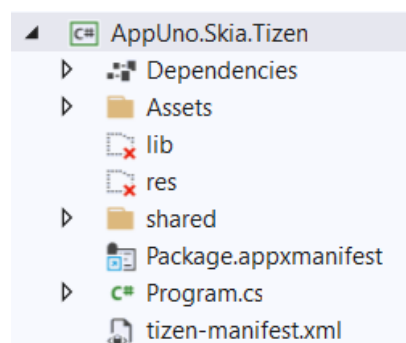 C# AppUno.Skia.Tizen
Dependencies
Assets
lib
res
shared
Package.appxmanifest
C# Program.cs
tizen-manifest.xml